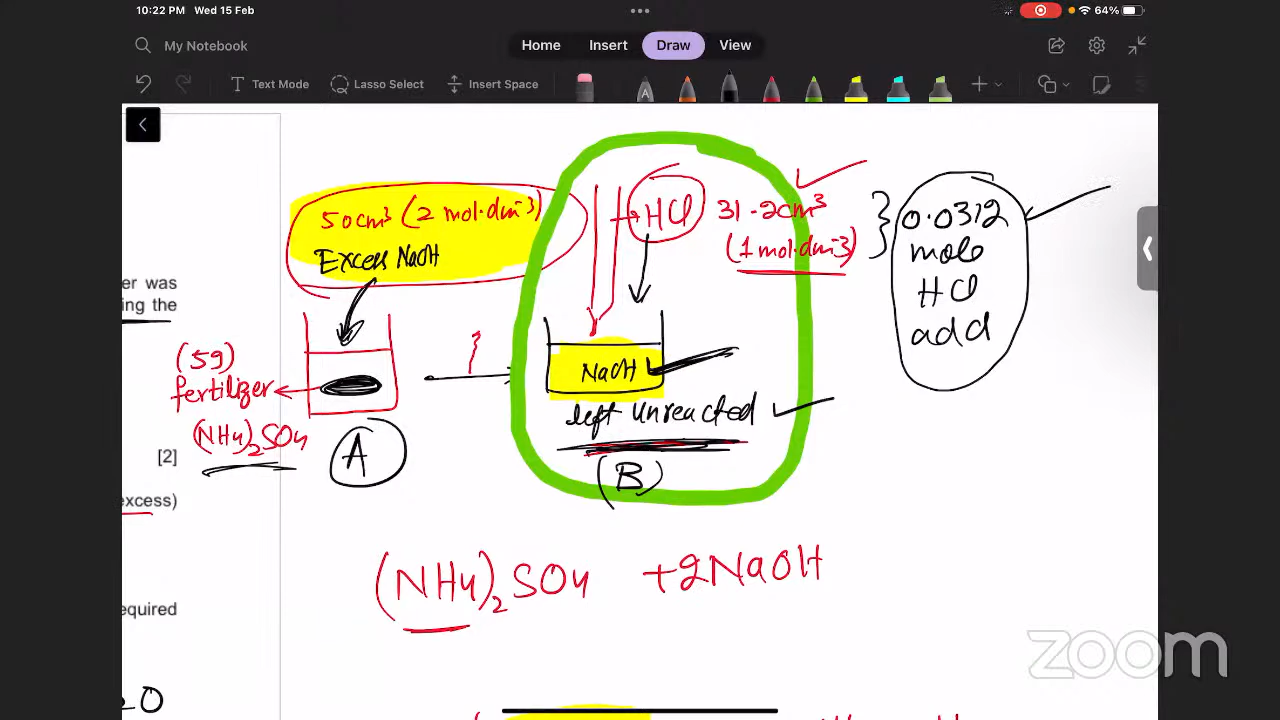 10:22 PM Wed 15 Feb
64%
My Notebook
Home Insert Draw View
Text Mode Lasso Select Insert Space
A
50cm³ (2 mol·dm-3)
Excess NaOH
HCl 31.2cm³
(1 mol·dm-3)
0.0312
mole
HCl
add
er was
ing the
(5g)
fertilizer
(NH4)2SO4
A
NaOH
left Unreacted
(B)
[2]
excess)
(NH4)2SO4 +2NaOH
equired
zoom